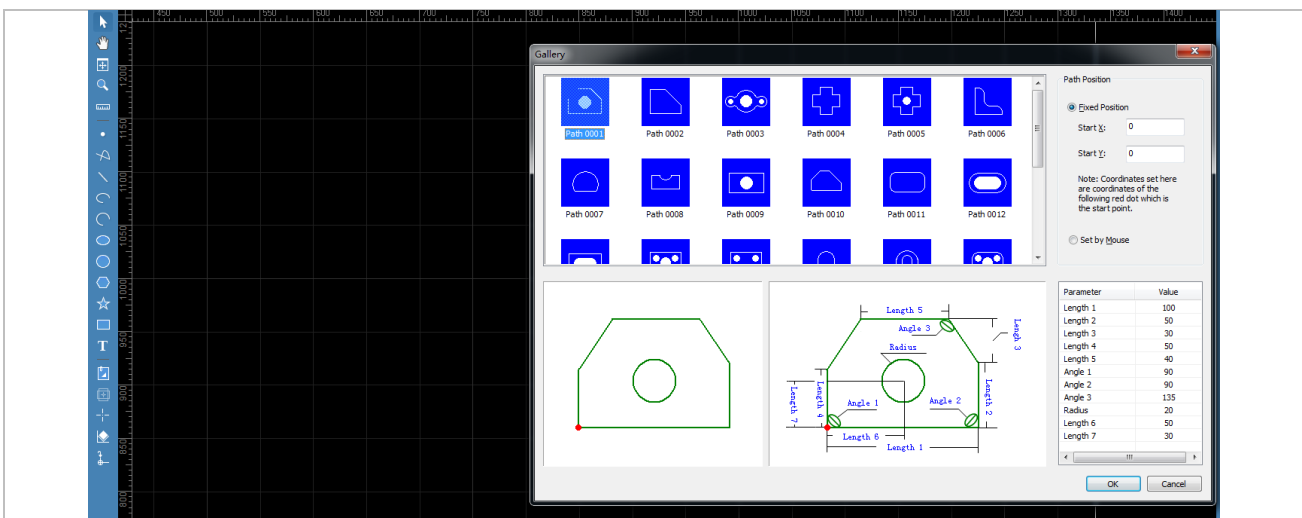 450 500 550 600 650 700 750 800 850 900 950 1000 1050 1100 1150 1200 1250 1300 1350 1400
1200
1150
1100
1050
1000
950
900
850
800
T
Gallery
Path 0001 Path 0002 Path 0003 Path 0004 Path 0005 Path 0006
Path 0007 Path 0008 Path 0009 Path 0010 Path 0011 Path 0012
Path Position
Fixed Position
Start X: 0
Start Y: 0
Note: Coordinates set here
are coordinates of the
following red dot which is
the start point.
Set by Mouse
Length 5
Angle 3
Lengh 3
Radius
Length 7
Length 4
Angle 1
Angle 2
Length 2
Length 6
Length 1
Parameter Value
Length 1 100
Length 2 50
Length 3 30
Length 4 50
Length 5 40
Angle 1 90
Angle 2 90
Angle 3 135
Radius 20
Length 6 50
Length 7 30
OK Cancel